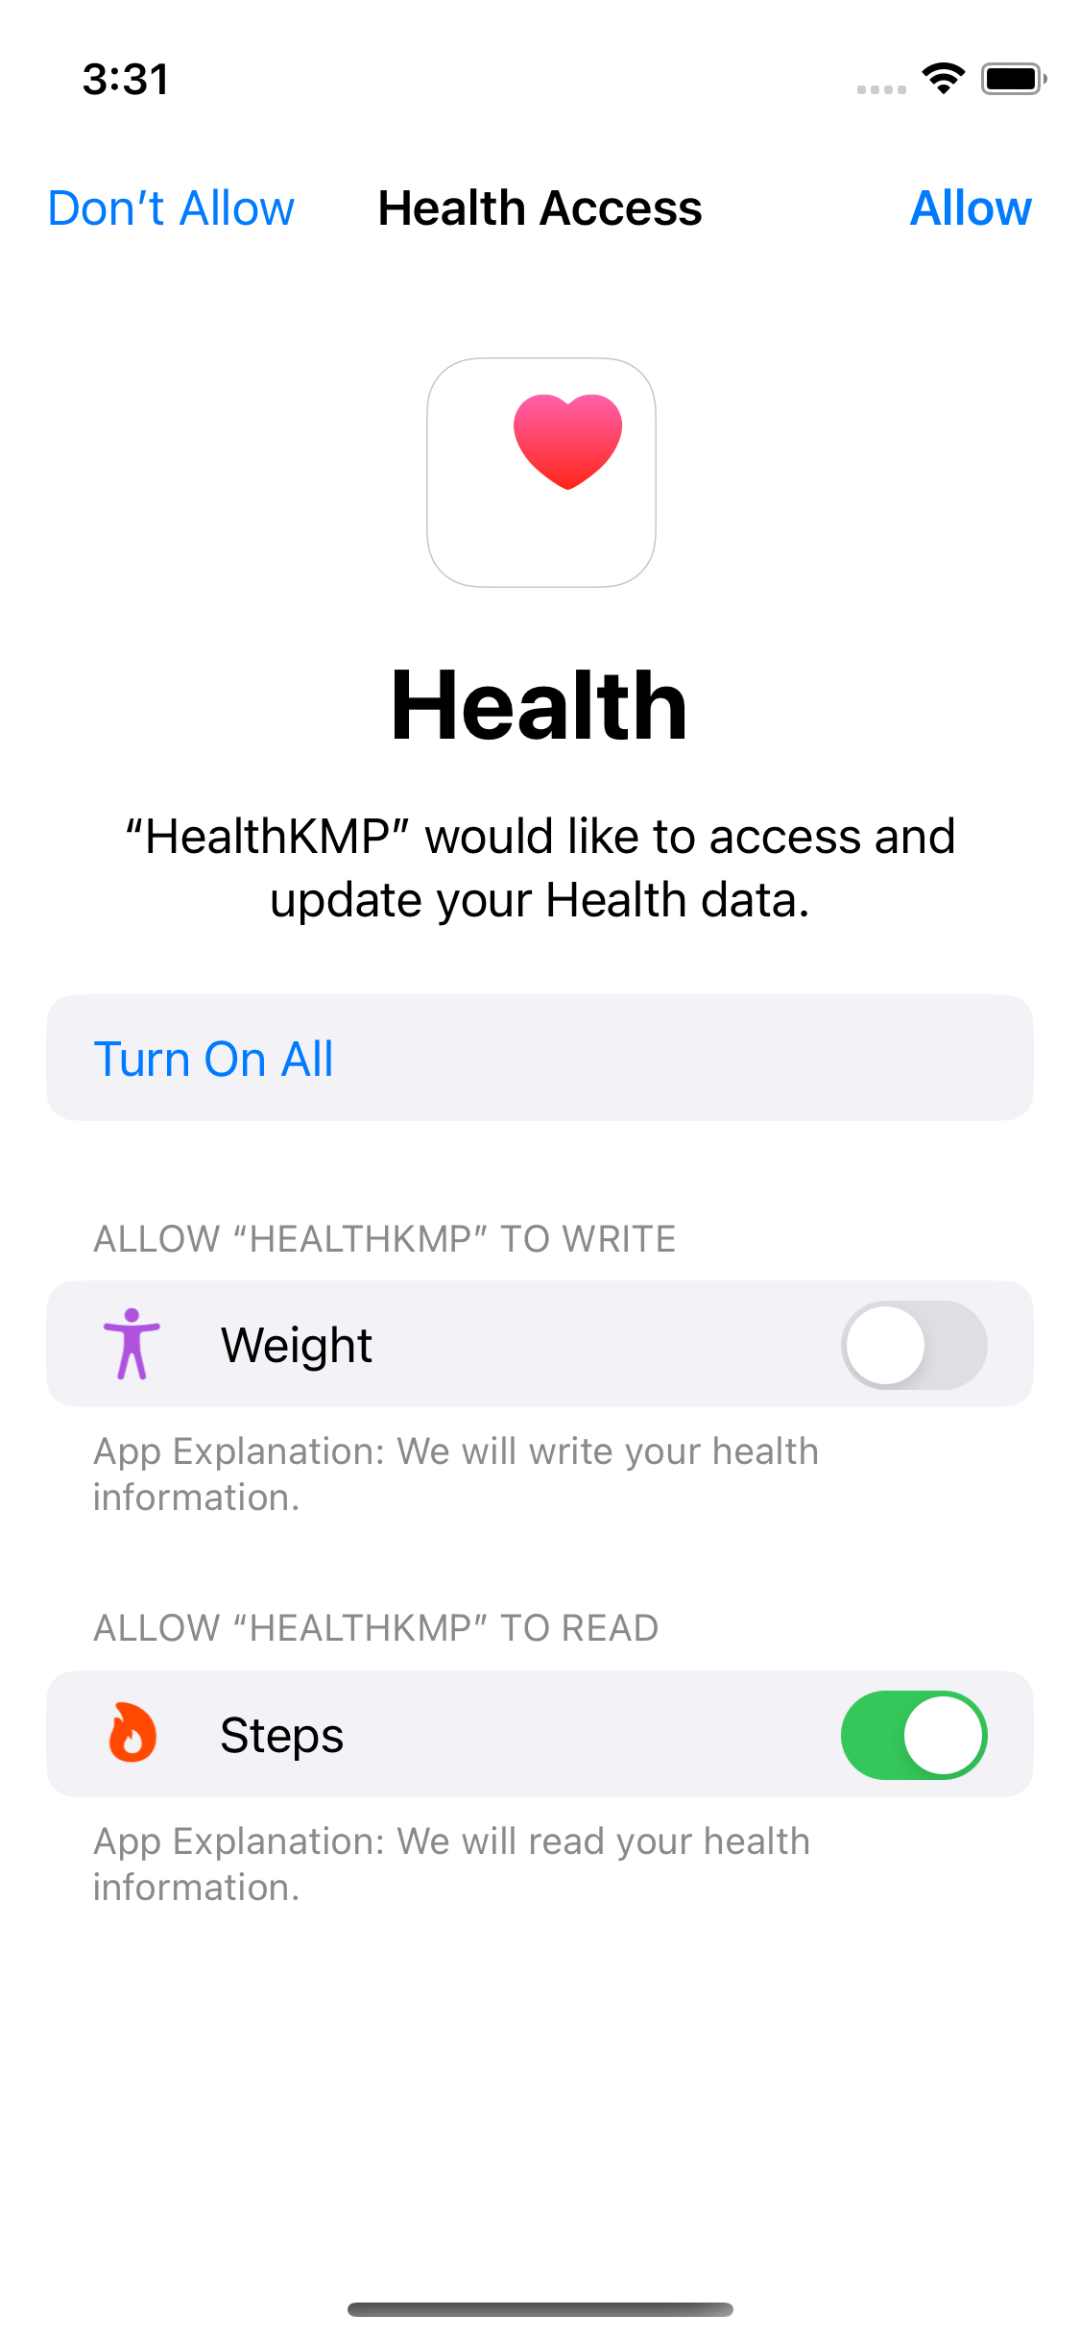 3:31
Don’t Allow Health Access Allow
Health
“HealthKMP” would like to access and
update your Health data.
Turn On All
ALLOW “HEALTHKMP” TO WRITE
Weight
App Explanation: We will write your health
information.
ALLOW “HEALTHKMP” TO READ
Steps
App Explanation: We will read your health
information.